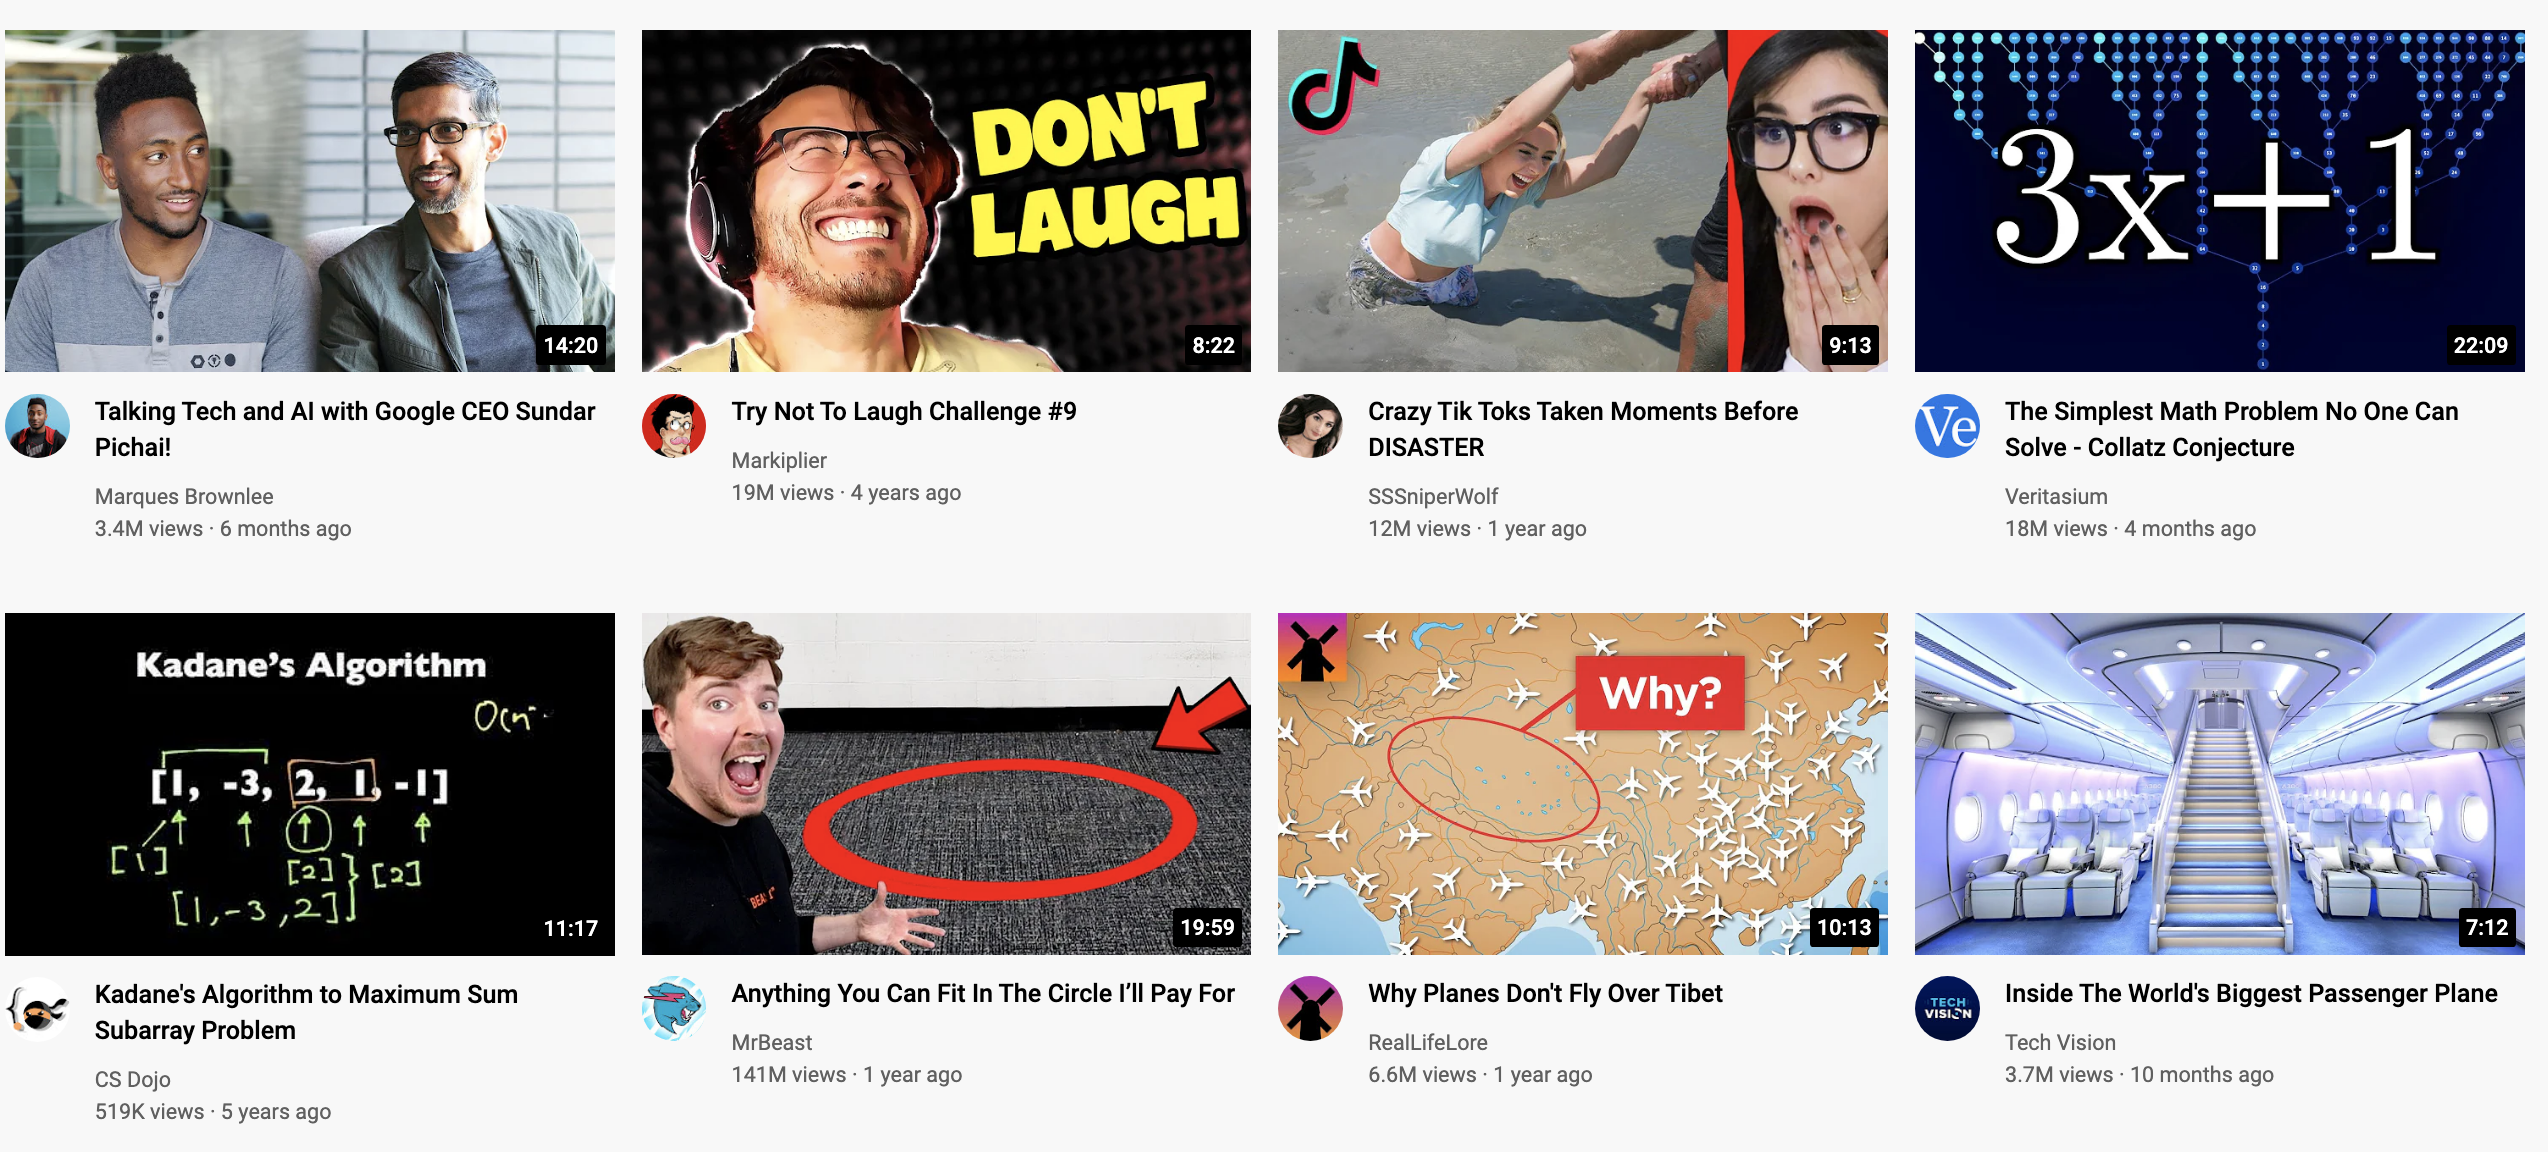 DON'T
LAUGH
3x+1
14:20
8:22
9:13
22:09
Talking Tech and AI with Google CEO Sundar
Pichai!
Marques Brownlee
3.4M views · 6 months ago
Try Not To Laugh Challenge #9
Markiplier
19M views · 4 years ago
Crazy Tik Toks Taken Moments Before
DISASTER
SSSniperWolf
12M views · 1 year ago
Ve
The Simplest Math Problem No One Can
Solve - Collatz Conjecture
Veritasium
18M views · 4 months ago
Kadane's Algorithm
[1, -3, 2, 1, -1]
[1]
[2]
[2]
[1,-3,2]
11:17
19:59
Why?
10:13
7:12
Kadane's Algorithm to Maximum Sum
Subarray Problem
CS Dojo
519K views · 5 years ago
Anything You Can Fit In The Circle I’ll Pay For
MrBeast
141M views · 1 year ago
Why Planes Don't Fly Over Tibet
RealLifeLore
6.6M views · 1 year ago
TECH
VISION
Inside The World's Biggest Passenger Plane
Tech Vision
3.7M views · 10 months ago